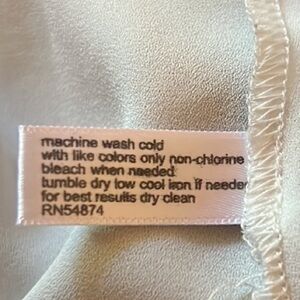 machine wash cold
with like colors only non-chlorine
bleach when needed
tumble dry low cool iron if needed
for best results dry clean
RN54874